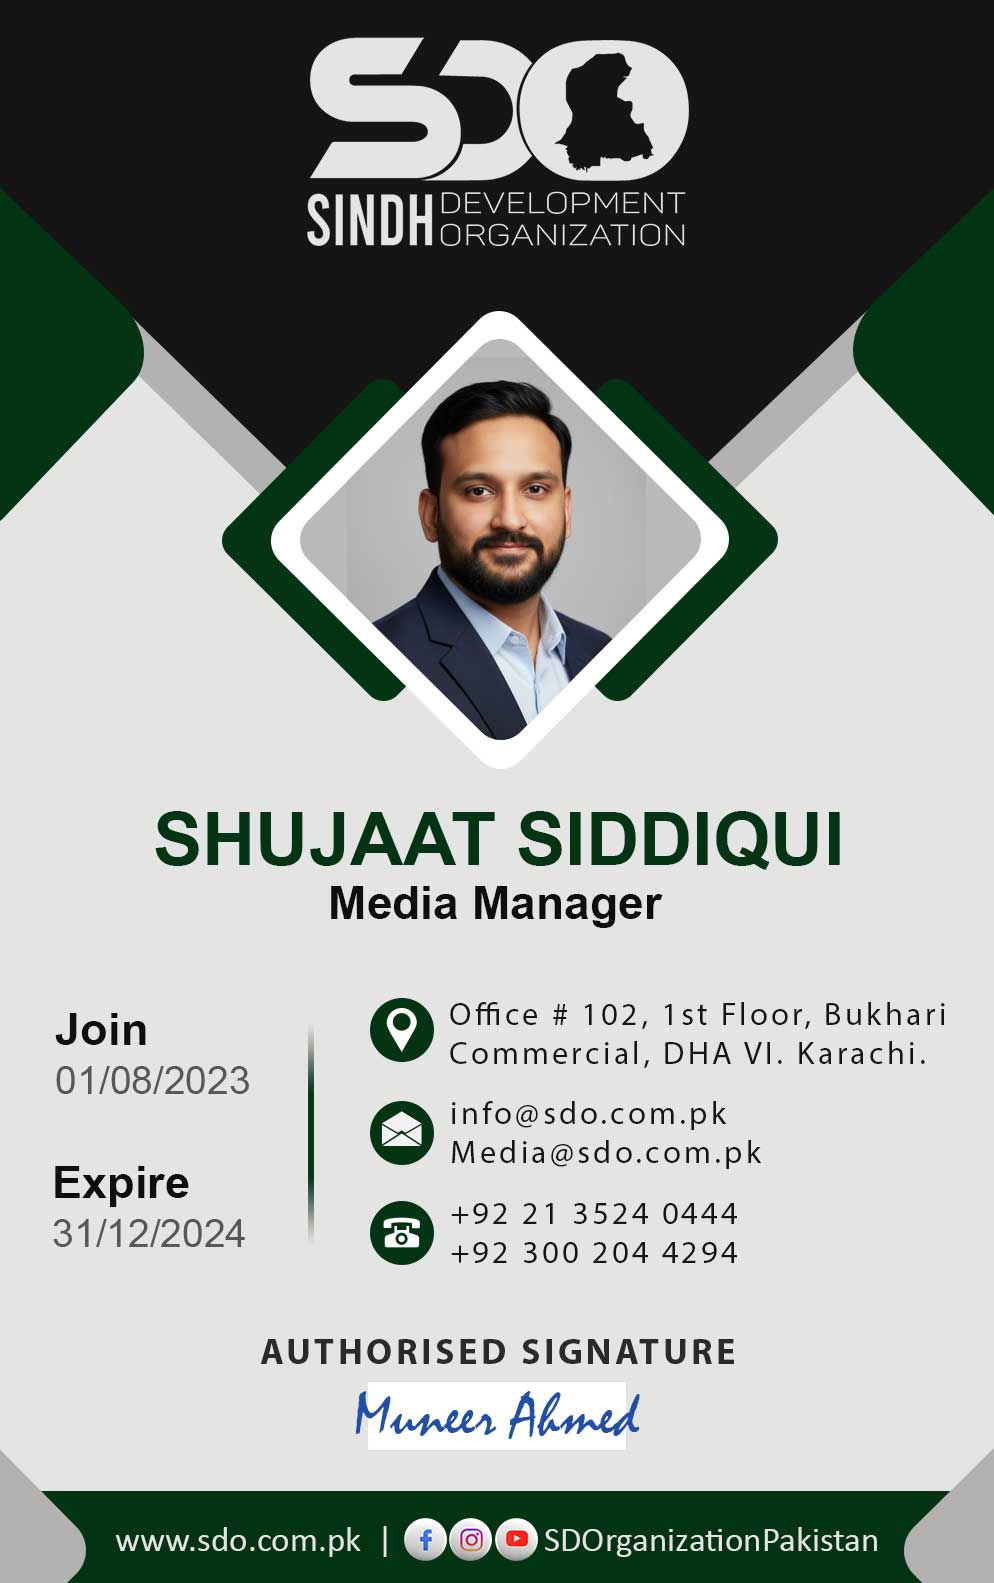 SDO
SINDH DEVELOPMENT
ORGANIZATION
SHUJAAT SIDDIQUI
Media Manager
Join
01/08/2023
Expire
31/12/2024
Office # 102, 1st Floor, Bukhari
Commercial, DHA VI. Karachi.
info@sdo.com.pk
Media@sdo.com.pk
+92 21 3524 0444
+92 300 204 4294
AUTHORISED SIGNATURE
Muneer Ahmed
www.sdo.com.pk | SDOrganizationPakistan